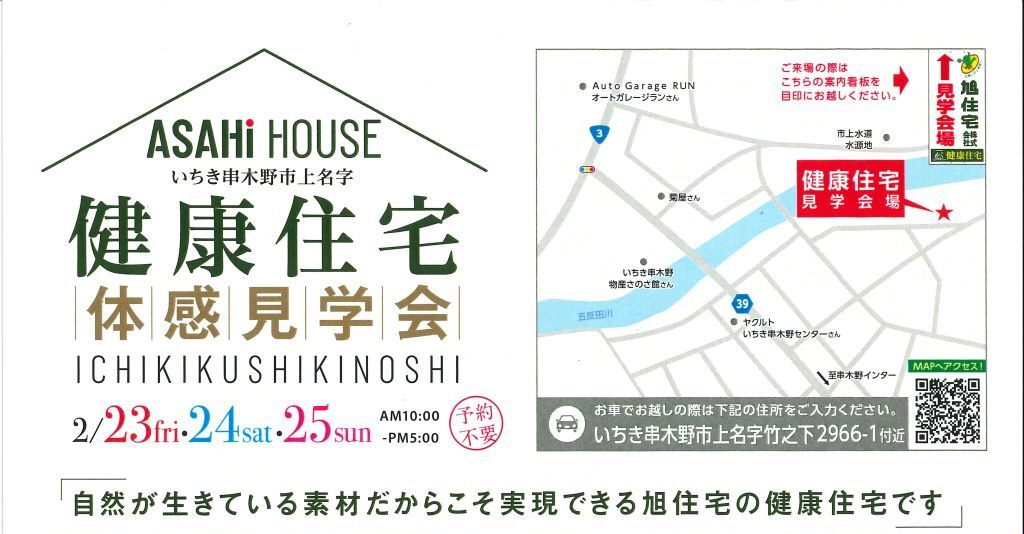 ASAHi HOUSE
いちき串木野市上名字
健康住宅
体感見学会
ICHIKIKUSHIKINOSHI
2/23fri・24sat・25sun
AM10:00
-PM5:00
予約
不要
Auto Garage RUN
オートガレージランさん
3
ご来場の際は
こちらの案内看板を
目印にお越しください。
見学会場
旭住宅
株式会社
健康住宅
市上水道
水源地
健康住宅
見学会場
菊屋さん
いちき串木野
物産さのさ館さん
五反田川
39
ヤクルト
いちき串木野センターさん
至串木野インター
MAPへアクセス!
お車でお越しの際は下記の住所をご入力ください。
いちき串木野市上名字竹之下2966-1付近
自然が生きている素材だからこそ実現できる旭住宅の健康住宅です